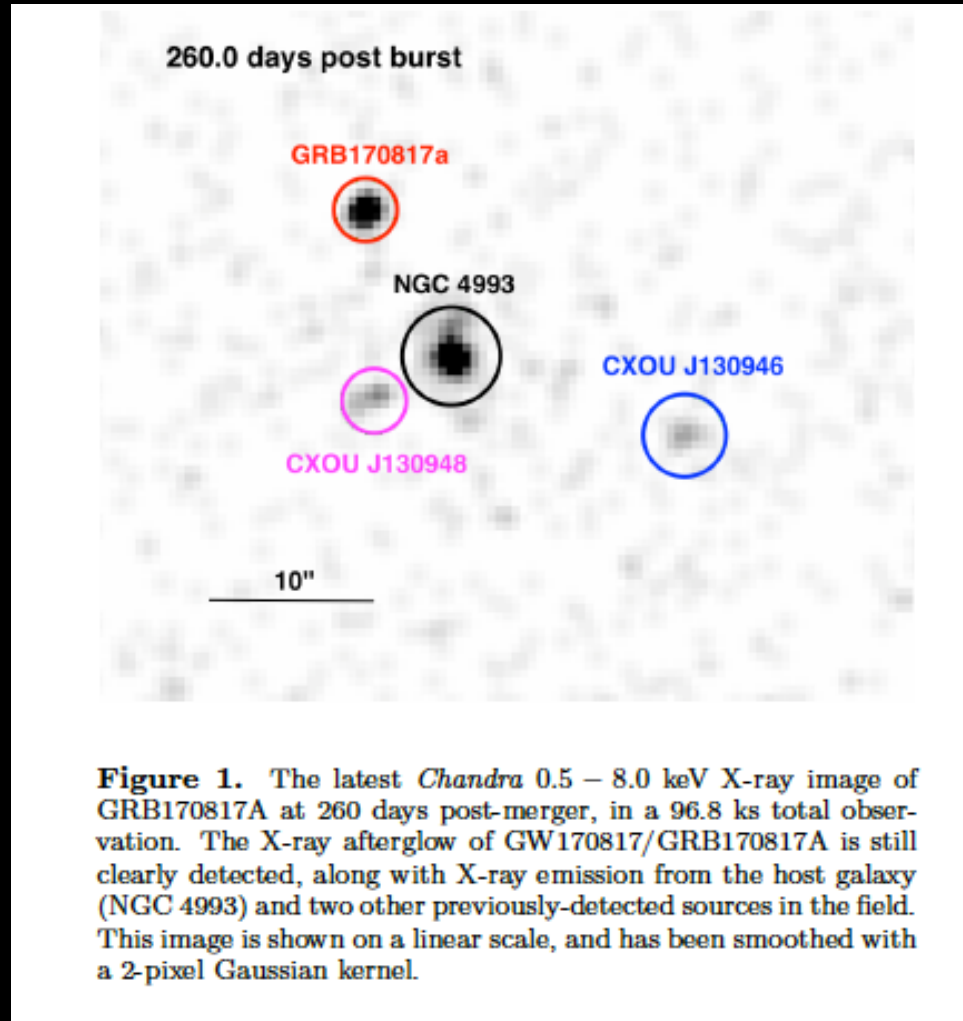 260.0 days post burst
GRB170817a
NGC 4993
CXOU J130946
CXOU J130948
10"
Figure 1. The latest Chandra 0.5 – 8.0 keV X-ray image of
GRB170817A at 260 days post-merger, in a 96.8 ks total obser-
vation. The X-ray afterglow of GW170817/GRB170817A is still
clearly detected, along with X-ray emission from the host galaxy
(NGC 4993) and two other previously-detected sources in the field.
This image is shown on a linear scale, and has been smoothed with
a 2-pixel Gaussian kernel.